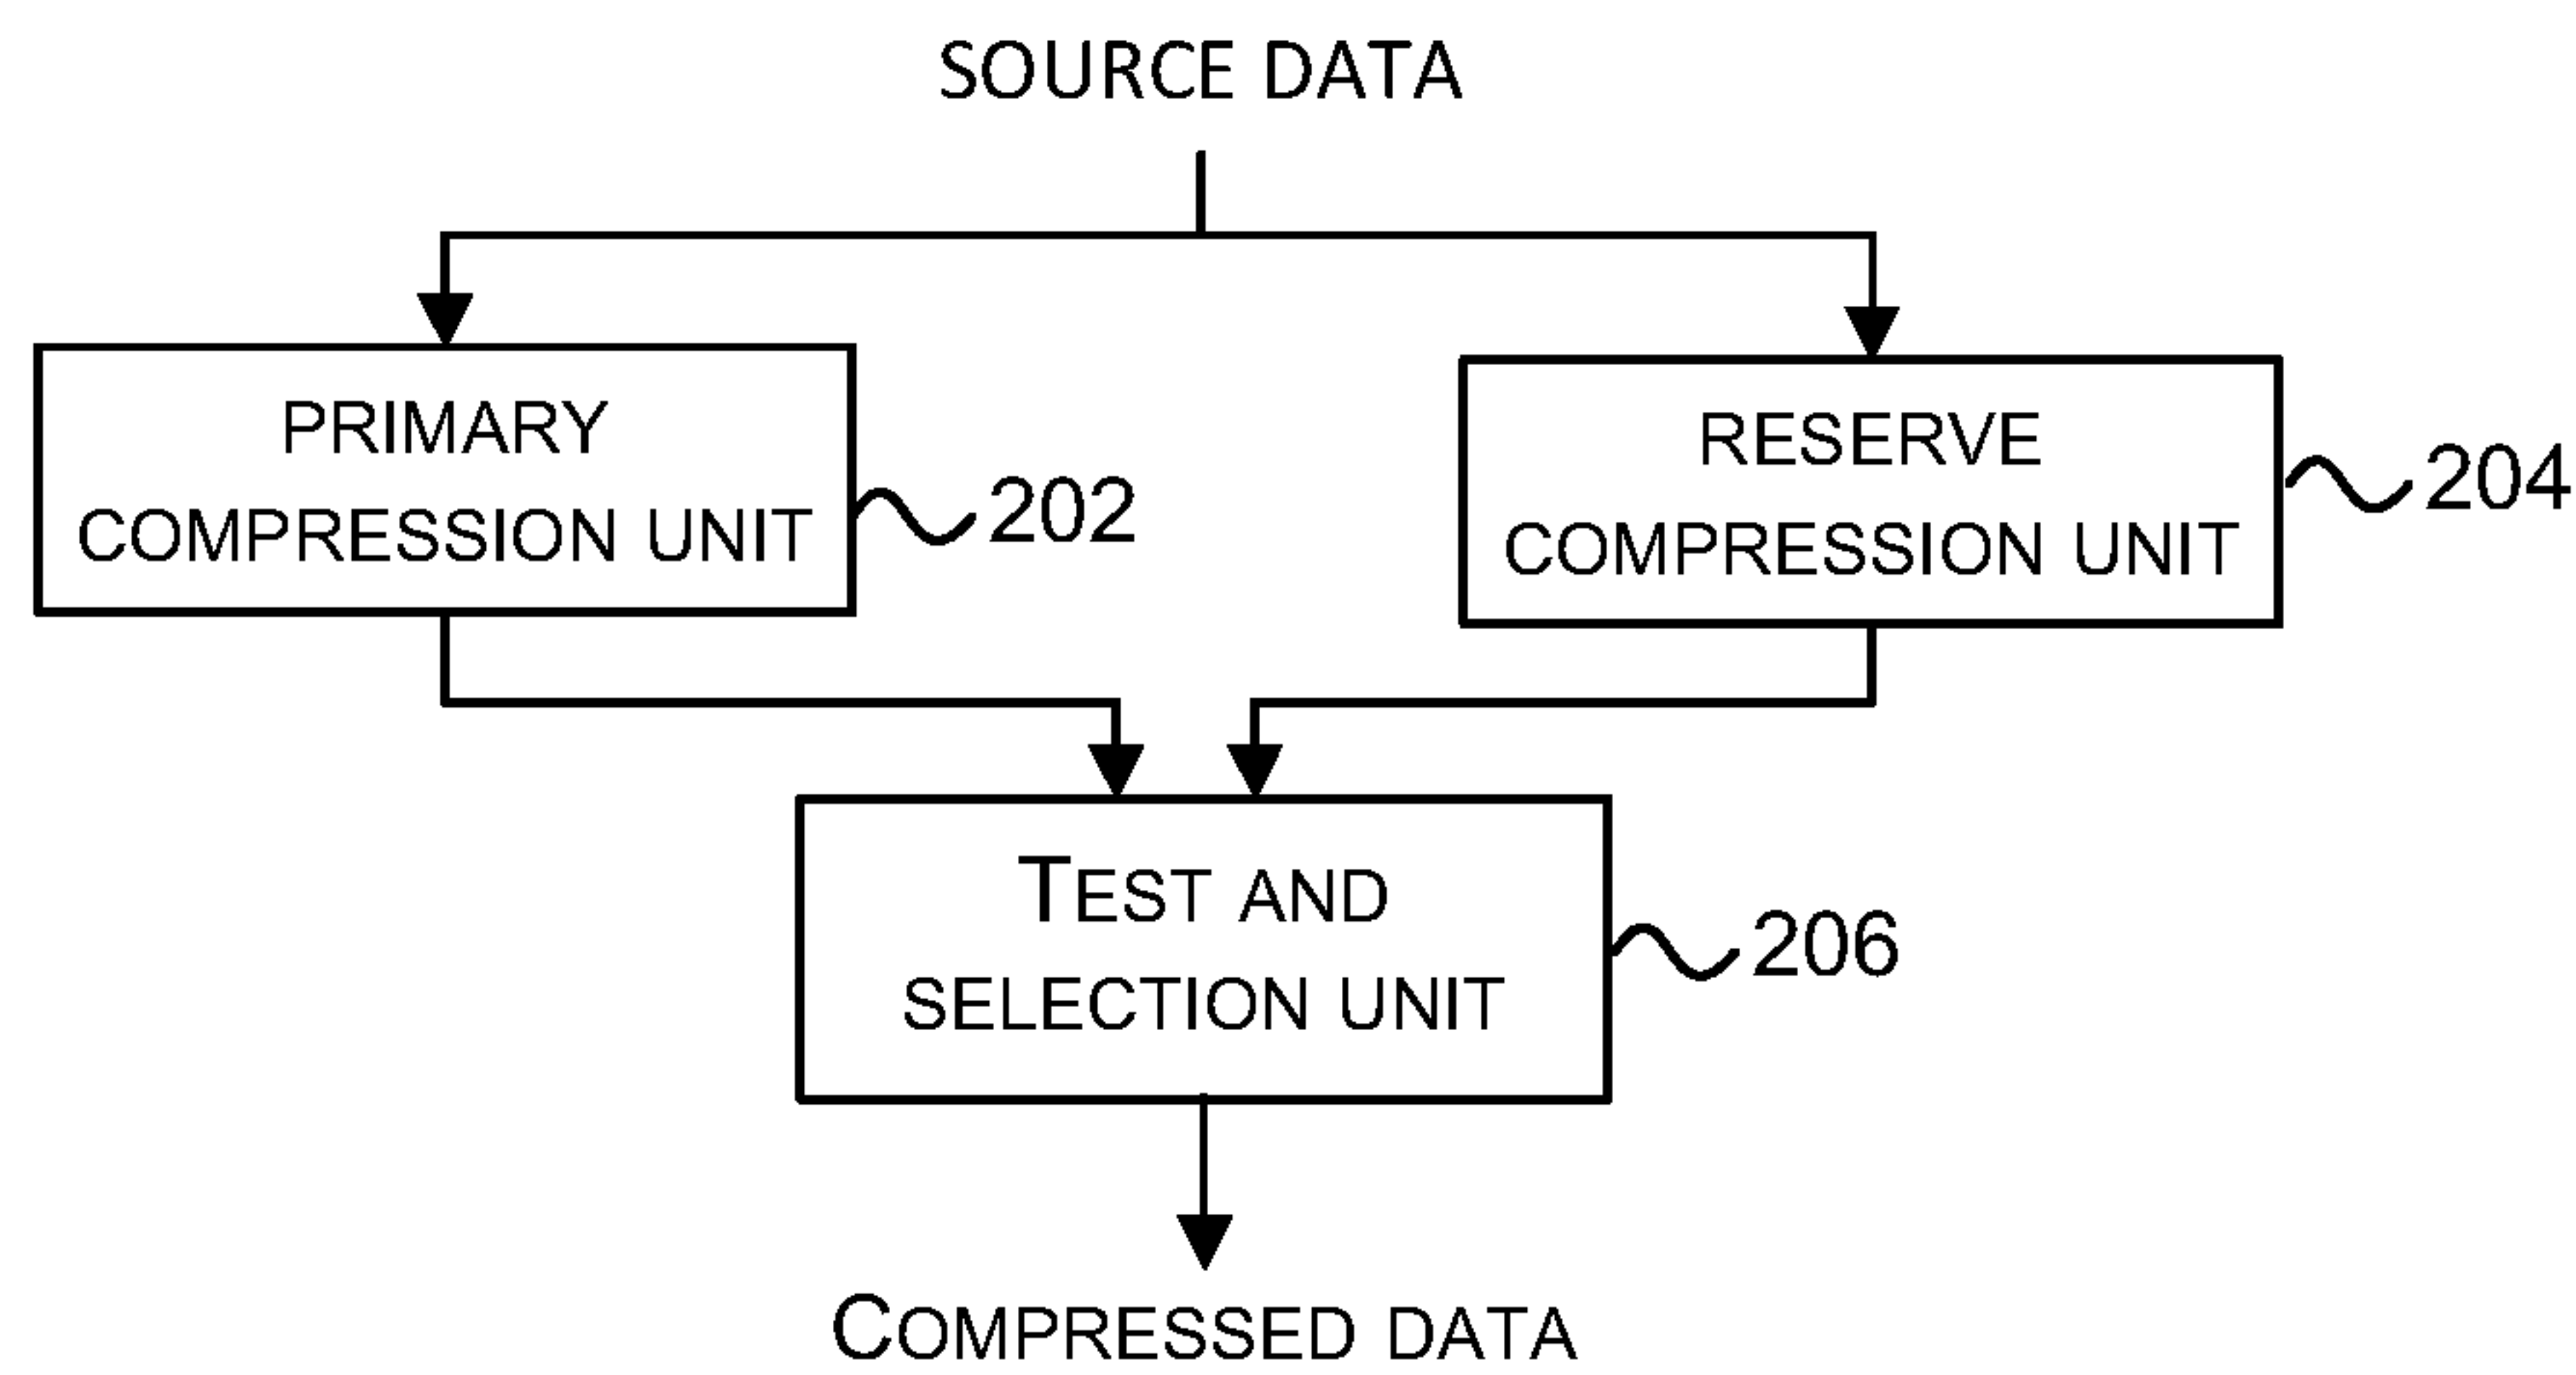 SOURCE DATA
PRIMARY
COMPRESSION UNIT
202
RESERVE
COMPRESSION UNIT
204
TEST AND
SELECTION UNIT
206
COMPRESSED DATA